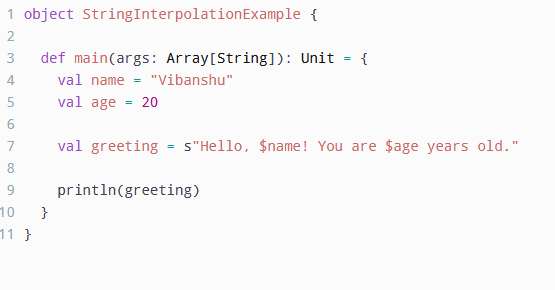 1 object StringInterpolationExample {
2
3   def main(args: Array[String]): Unit = {
4     val name = "Vibanshu"
5     val age = 20
6
7     val greeting = s"Hello, $name! You are $age years old."
8
9     println(greeting)
10   }
11 }